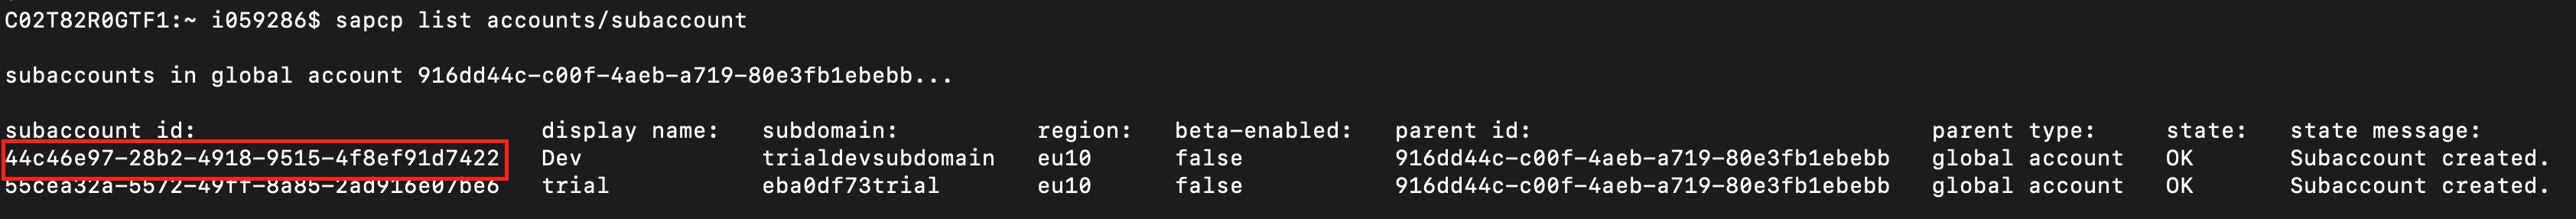 C02T82R0GTF1:~ i059286$ sapcp list accounts/subaccount
subaccounts in global account 916dd44c-c00f-4aeb-a719-80e3fb1ebebb...
subaccount id: display name: subdomain: region: beta-enabled: parent id: parent type: state: state message:
44c46e97-28b2-4918-9515-4f8ef91d7422 Dev trialdevsubdomain eu10 false 916dd44c-c00f-4aeb-a719-80e3fb1ebebb global account OK Subaccount created.
55cea32a-5572-49ff-8a85-2ad916e07be6 trial eba0df73trial eu10 false 916dd44c-c00f-4aeb-a719-80e3fb1ebebb global account OK Subaccount created.